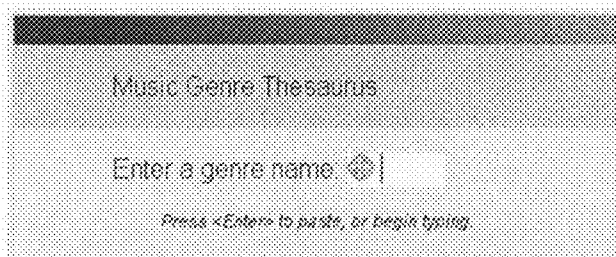 Music Genre Thesaurus
Enter a genre name:
Press <Enter> to paste, or begin typing.